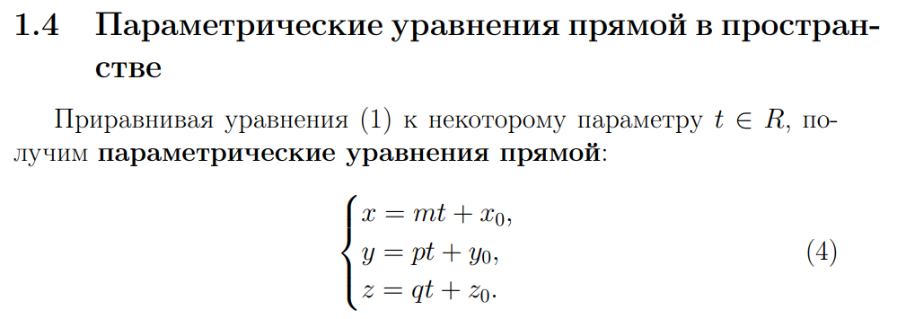 1.4 Параметрические уравнения прямой в простран-
стве
Приравнивая уравнения (1) к некоторому параметру t ∈ R, по-
лучим параметрические уравнения прямой:
x = mt + x₀,
y = pt + y₀, (4)
z = qt + z₀.